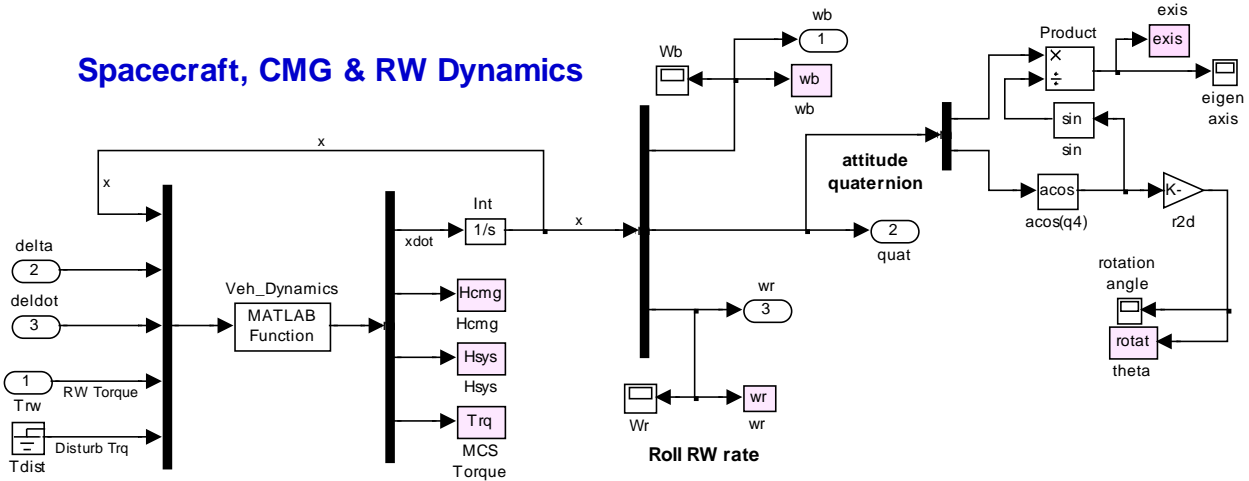 Spacecraft, CMG & RW Dynamics
x
x
delta
2
deldot
3
1
Trw
RW Torque
Tdist
Disturb Trq
Veh_Dynamics
MATLAB
Function
xdot
Int
1/s
x
Hcmg
Hcmg
Hsys
Hsys
Trq
MCS
Torque
Wb
wb
1
wb
wb
attitude
quaternion
2
quat
wr
3
Wr
wr
wr
Roll RW rate
Product
×
÷
exis
exis
eigen
axis
sin
sin
acos
acos(q4)
K-
r2d
rotation
angle
rotat
theta